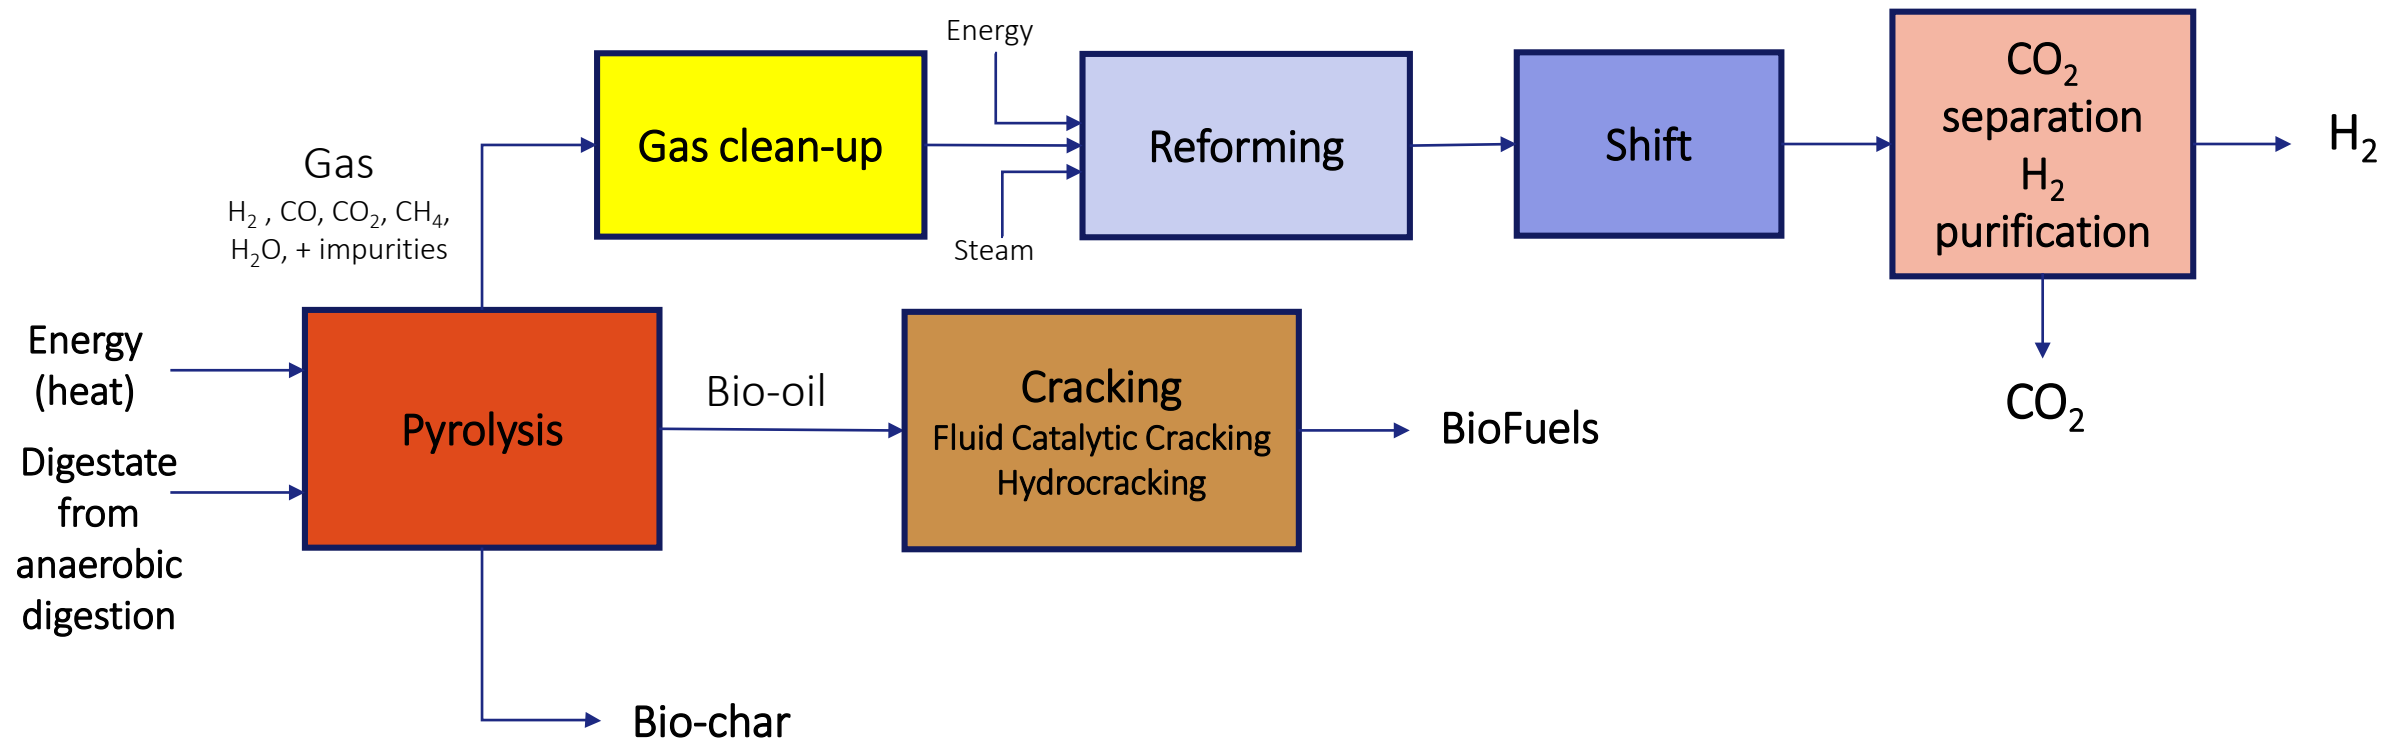 Energy
Gas clean-up
Reforming
Shift
CO₂
separation
H₂
purification
H₂
Gas
H₂ , CO, CO₂, CH₄,
H₂O, + impurities
Steam
CO₂
Energy
(heat)
Digestate
from
anaerobic
digestion
Pyrolysis
Bio-oil
Cracking
Fluid Catalytic Cracking
Hydrocracking
BioFuels
Bio-char